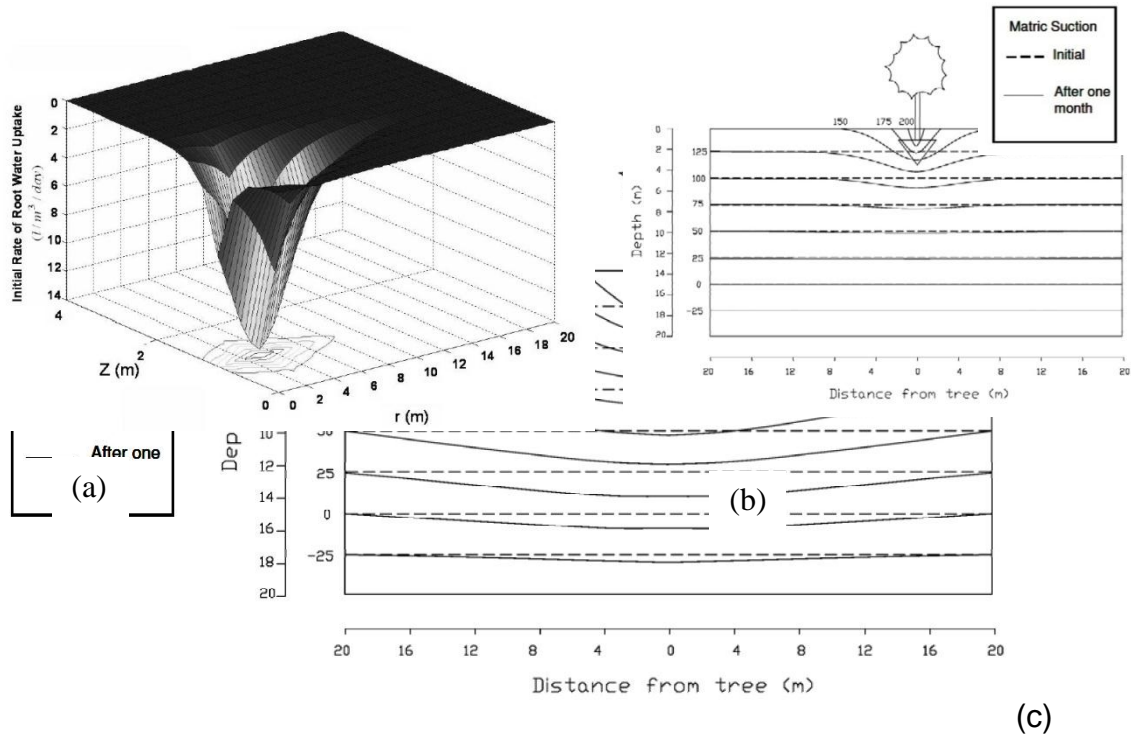 Initial Rate of Root Water Uptake
(l / m³ / day)
0
2
4
6
8
10
12
14
4
2
0
Z (m)
0 2 4 6 8 10 12 14 16 18 20
r (m)
Matric Suction
Initial
After one
month
150 175 200
Depth (m)
0
2
4
6
8
10
12
14
16
18
20
125
100
75
50
25
0
-25
20 16 12 8 4 0 4 8 12 16 20
Distance from tree (m)
After one
(a)
(b)
Dep
10
12
14
16
18
20
25
0
-25
20 16 12 8 4 0 4 8 12 16 20
Distance from tree (m)
(c)